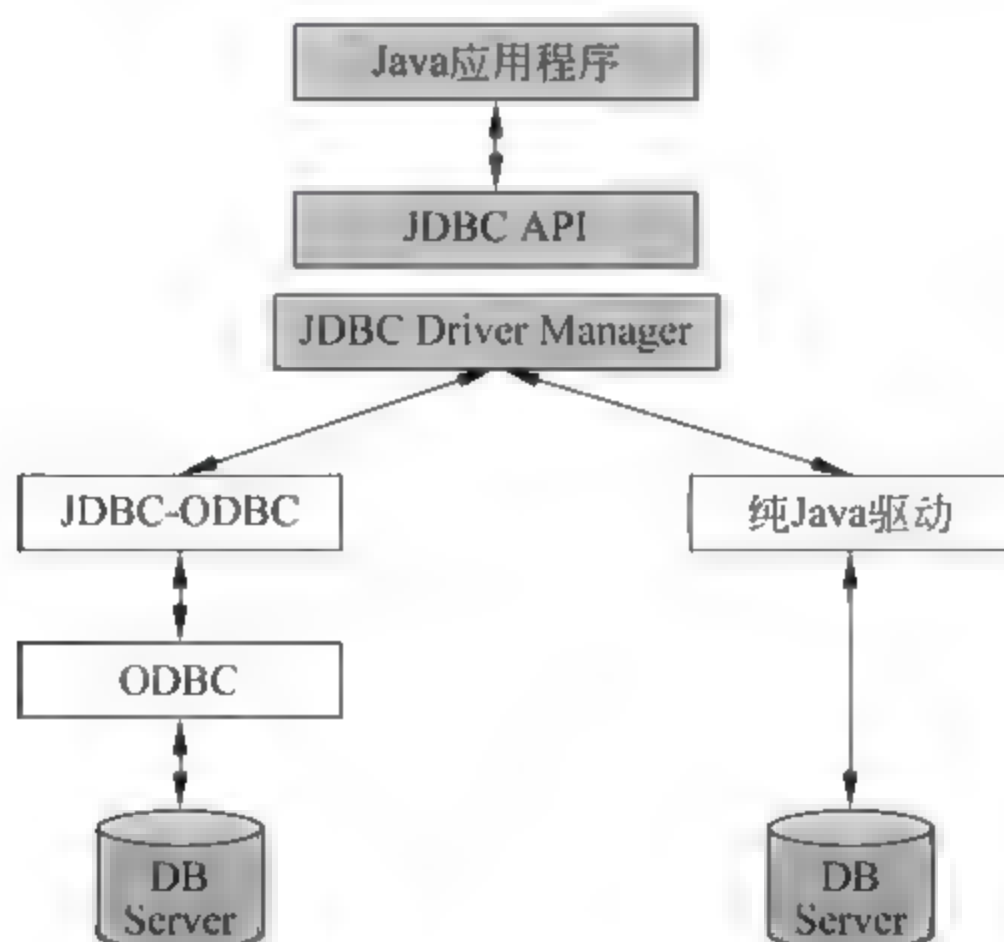 Java应用程序
JDBC API
JDBC Driver Manager
JDBC-ODBC
纯Java驱动
ODBC
DB
Server
DB
Server